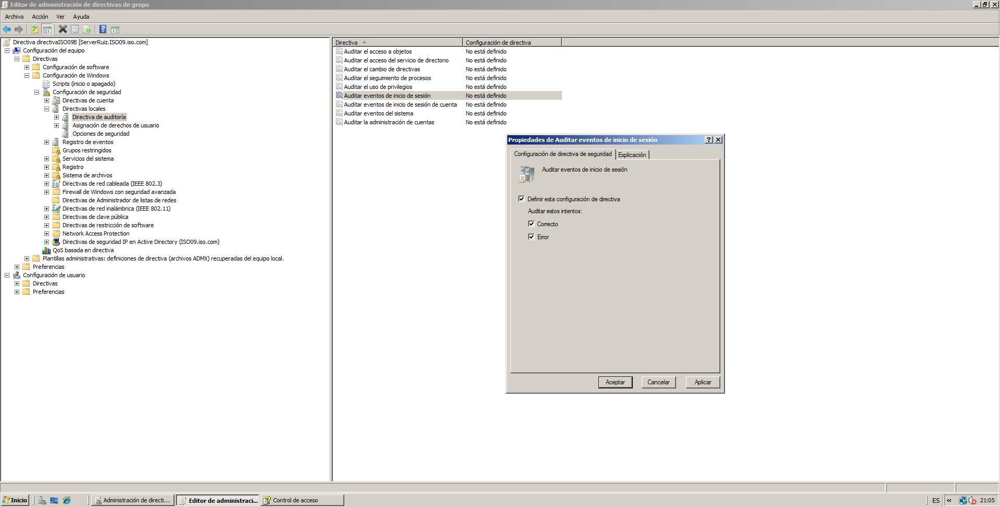 Editor de administración de directivas de grupo
Archivo Acción Ver Ayuda
Directiva directivaISO09B [ServerRuiz.ISO09.iso.com]
Configuración del equipo
Directivas
Configuración de software
Configuración de Windows
Scripts (inicio o apagado)
Configuración de seguridad
Directivas de cuenta
Directivas locales
Directiva de auditoría
Asignación de derechos de usuario
Opciones de seguridad
Registro de eventos
Grupos restringidos
Servicios del sistema
Registro
Sistema de archivos
Directivas de red cableada (IEEE 802.3)
Firewall de Windows con seguridad avanzada
Directivas de Administrador de listas de redes
Directivas de red inalámbrica (IEEE 802.11)
Directivas de clave pública
Directivas de restricción de software
Network Access Protection
Directivas de seguridad IP en Active Directory (ISO09.iso.com)
QoS basada en directiva
Plantillas administrativas: definiciones de directiva (archivos ADMX) recuperadas del equipo local.
Preferencias
Configuración de usuario
Directivas
Preferencias
Directiva Configuración de directiva
Auditar el acceso a objetos No está definido
Auditar el acceso del servicio de directorio No está definido
Auditar el cambio de directivas No está definido
Auditar el seguimiento de procesos No está definido
Auditar el uso de privilegios No está definido
Auditar eventos de inicio de sesión No está definido
Auditar eventos de inicio de sesión de cuenta No está definido
Auditar eventos del sistema No está definido
Auditar la administración de cuentas No está definido
Propiedades de Auditar eventos de inicio de sesión
Configuración de directiva de seguridad Explicación
Auditar eventos de inicio de sesión
Definir esta configuración de directiva
Auditar estos intentos:
Correcto
Error
Aceptar Cancelar Aplicar
Inicio Administración de directi... Editor de administraci... Control de acceso ES « 21:05